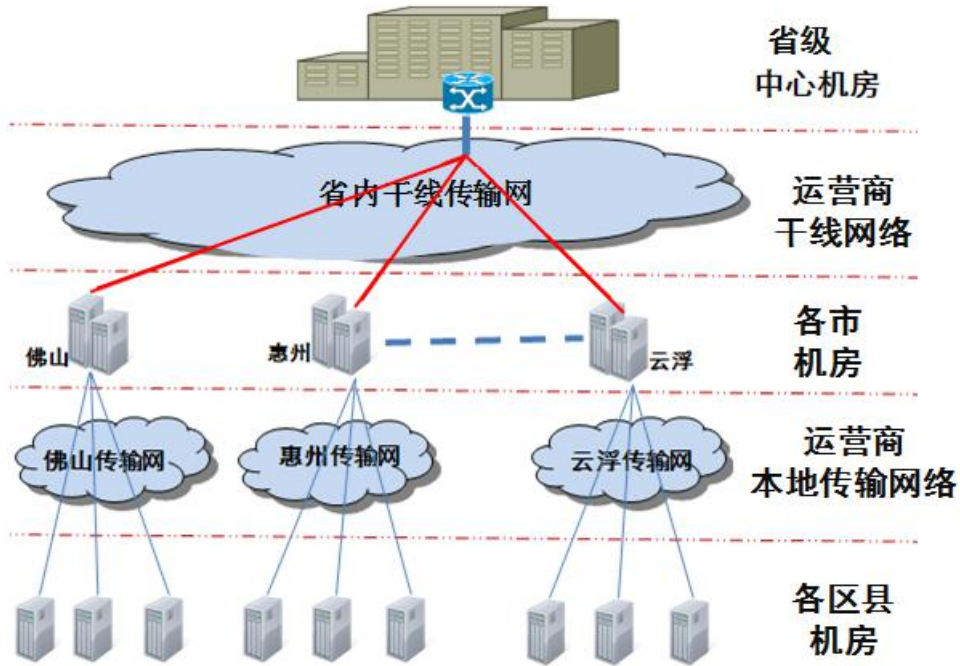 省级
中心机房
省内干线传输网
运营商
干线网络
佛山
惠州
云浮
各市
机房
佛山传输网
惠州传输网
云浮传输网
运营商
本地传输网络
各区县
机房